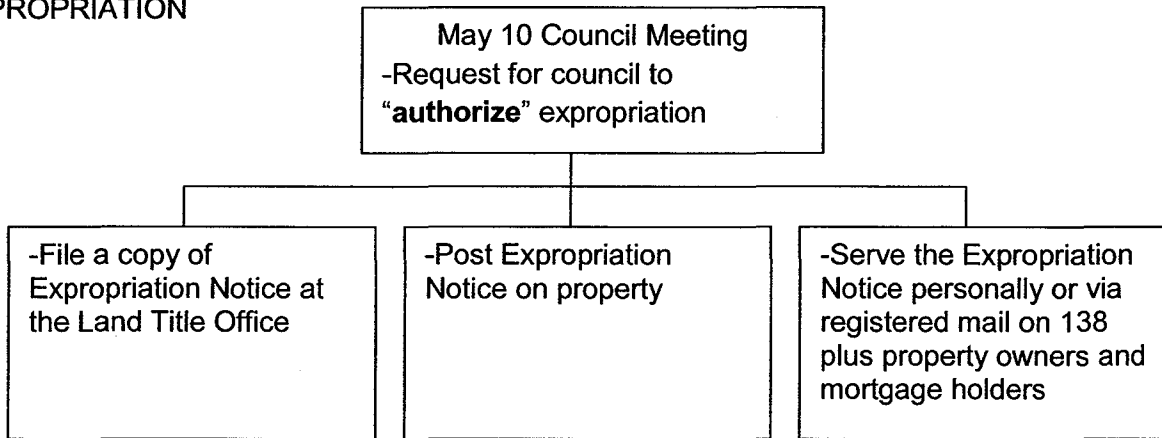 PROPRIATION
May 10 Council Meeting
-Request for council to
“authorize” expropriation
-File a copy of
Expropriation Notice at
the Land Title Office
-Post Expropriation
Notice on property
-Serve the Expropriation
Notice personally or via
registered mail on 138
plus property owners and
mortgage holders